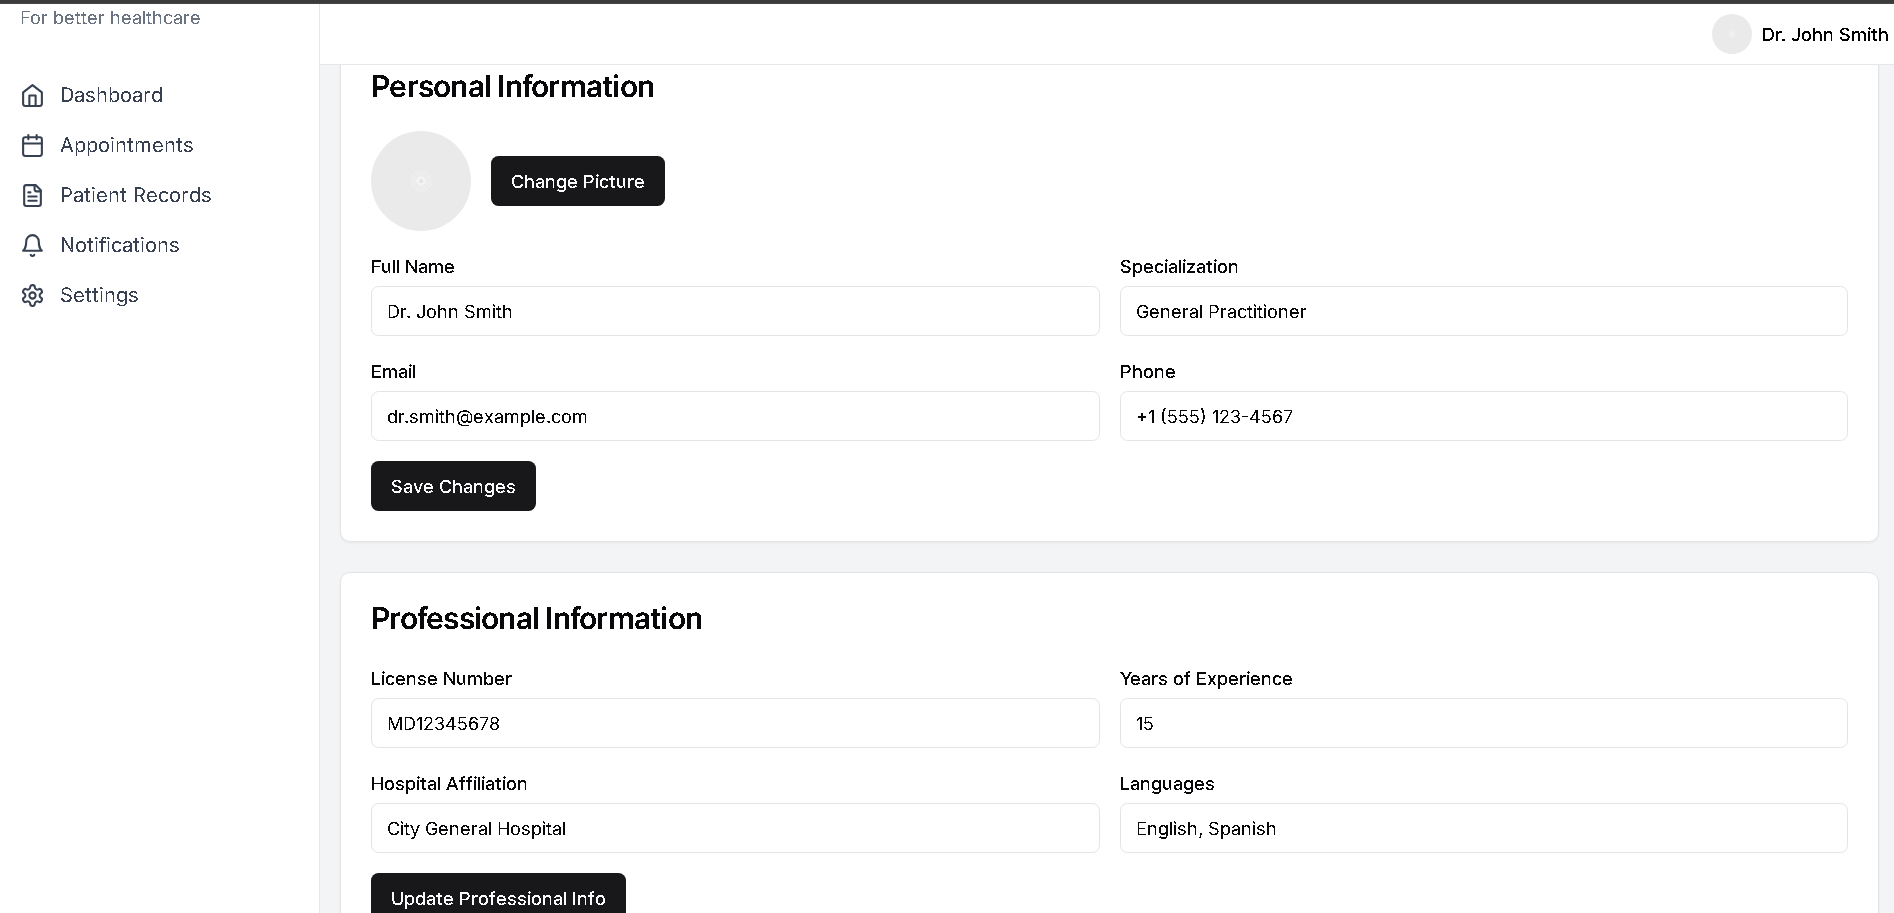 For better healthcare
Dashboard
Appointments
Patient Records
Notifications
Settings
Dr. John Smith
Personal Information
Change Picture
Full Name
Dr. John Smith
Specialization
General Practitioner
Email
dr.smith@example.com
Phone
+1 (555) 123-4567
Save Changes
Professional Information
License Number
MD12345678
Years of Experience
15
Hospital Affiliation
City General Hospital
Languages
English, Spanish
Update Professional Info